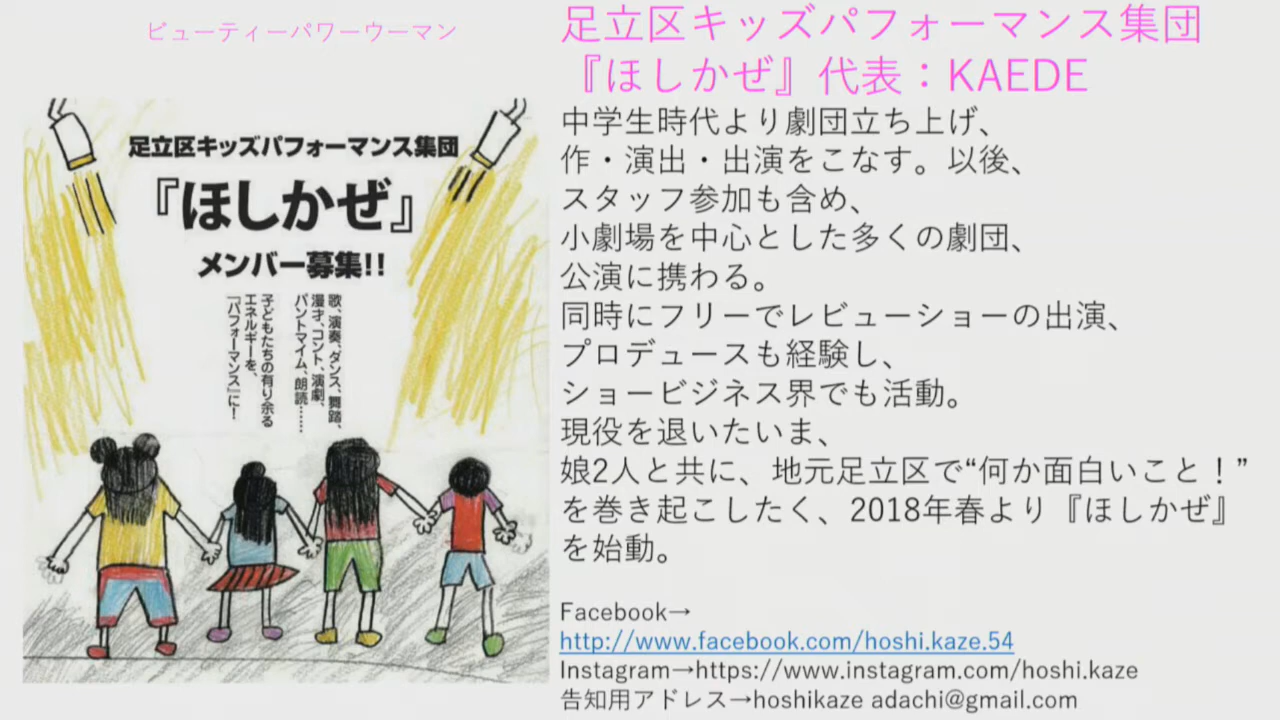 ビューティーパワーウーマン
足立区キッズパフォーマンス集団
『ほしかぜ』
メンバー募集!!
歌、演奏、ダンス、舞踏、
漫才、コント、演劇、
パントマイム、朗読……
子どもたちの有り余る
エネルギーを、
『パフォーマンス』に!
足立区キッズパフォーマンス集団
『ほしかぜ』代表：KAEDE
中学生時代より劇団立ち上げ、
作・演出・出演をこなす。以後、
スタッフ参加も含め、
小劇場を中心とした多くの劇団、
公演に携わる。
同時にフリーでレビューショーの出演、
プロデュースも経験し、
ショービジネス界でも活動。
現役を退いたいま、
娘2人と共に、地元足立区で“何か面白いこと！”
を巻き起こしたく、2018年春より『ほしかぜ』
を始動。
Facebook→
http://www.facebook.com/hoshi.kaze.54
Instagram→https://www.instagram.com/hoshi.kaze
告知用アドレス→hoshikaze adachi@gmail.com